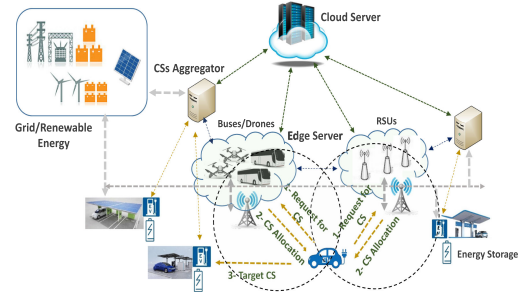 Cloud Server
CSs Aggregator
Buses/Drones
Edge Server
RSUs
Grid/Renewable
Energy
1- Request for
CS
1- Request for
CS
2- CS Allocation
2- CS Allocation
3- Target CS
Energy Storage